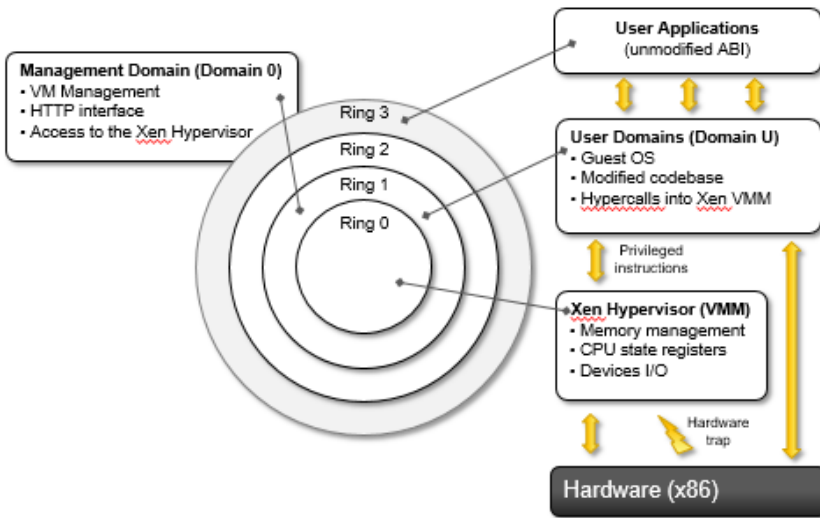 User Applications
(unmodified ABI)
Management Domain (Domain 0)
• VM Management
• HTTP interface
• Access to the Xen Hypervisor
Ring 3
Ring 2
Ring 1
Ring 0
User Domains (Domain U)
• Guest OS
• Modified codebase
• Hypercalls into Xen VMM
Privileged
instructions
Xen Hypervisor (VMM)
• Memory management
• CPU state registers
• Devices I/O
Hardware
trap
Hardware (x86)